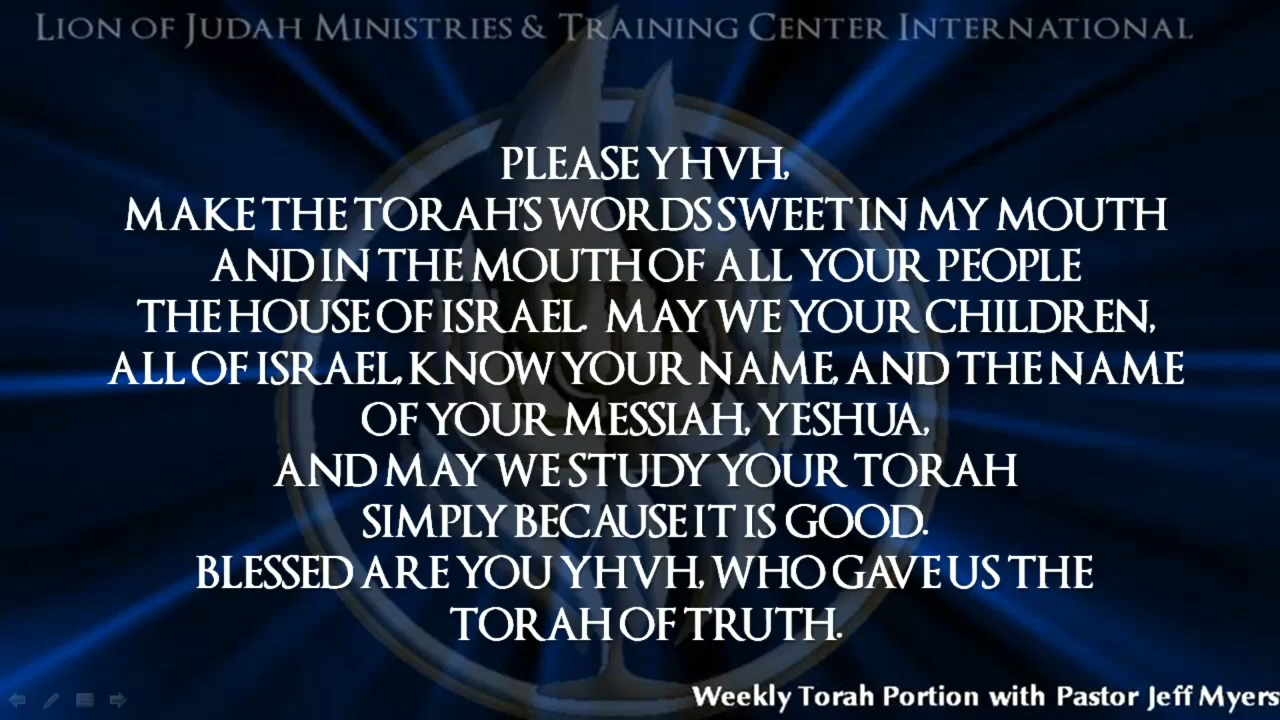 Lion of Judah Ministries & Training Center International
PLEASE YHVH,
MAKE THE TORAH'S WORDS SWEET IN MY MOUTH
AND IN THE MOUTH OF ALL YOUR PEOPLE
THE HOUSE OF ISRAEL. MAY WE YOUR CHILDREN,
ALL OF ISRAEL, KNOW YOUR NAME, AND THE NAME
OF YOUR MESSIAH, YESHUA,
AND MAY WE STUDY YOUR TORAH
SIMPLY BECAUSE IT IS GOOD.
BLESSED ARE YOU YHVH, WHO GAVE US THE
TORAH OF TRUTH.
Weekly Torah Portion with Pastor Jeff Myers